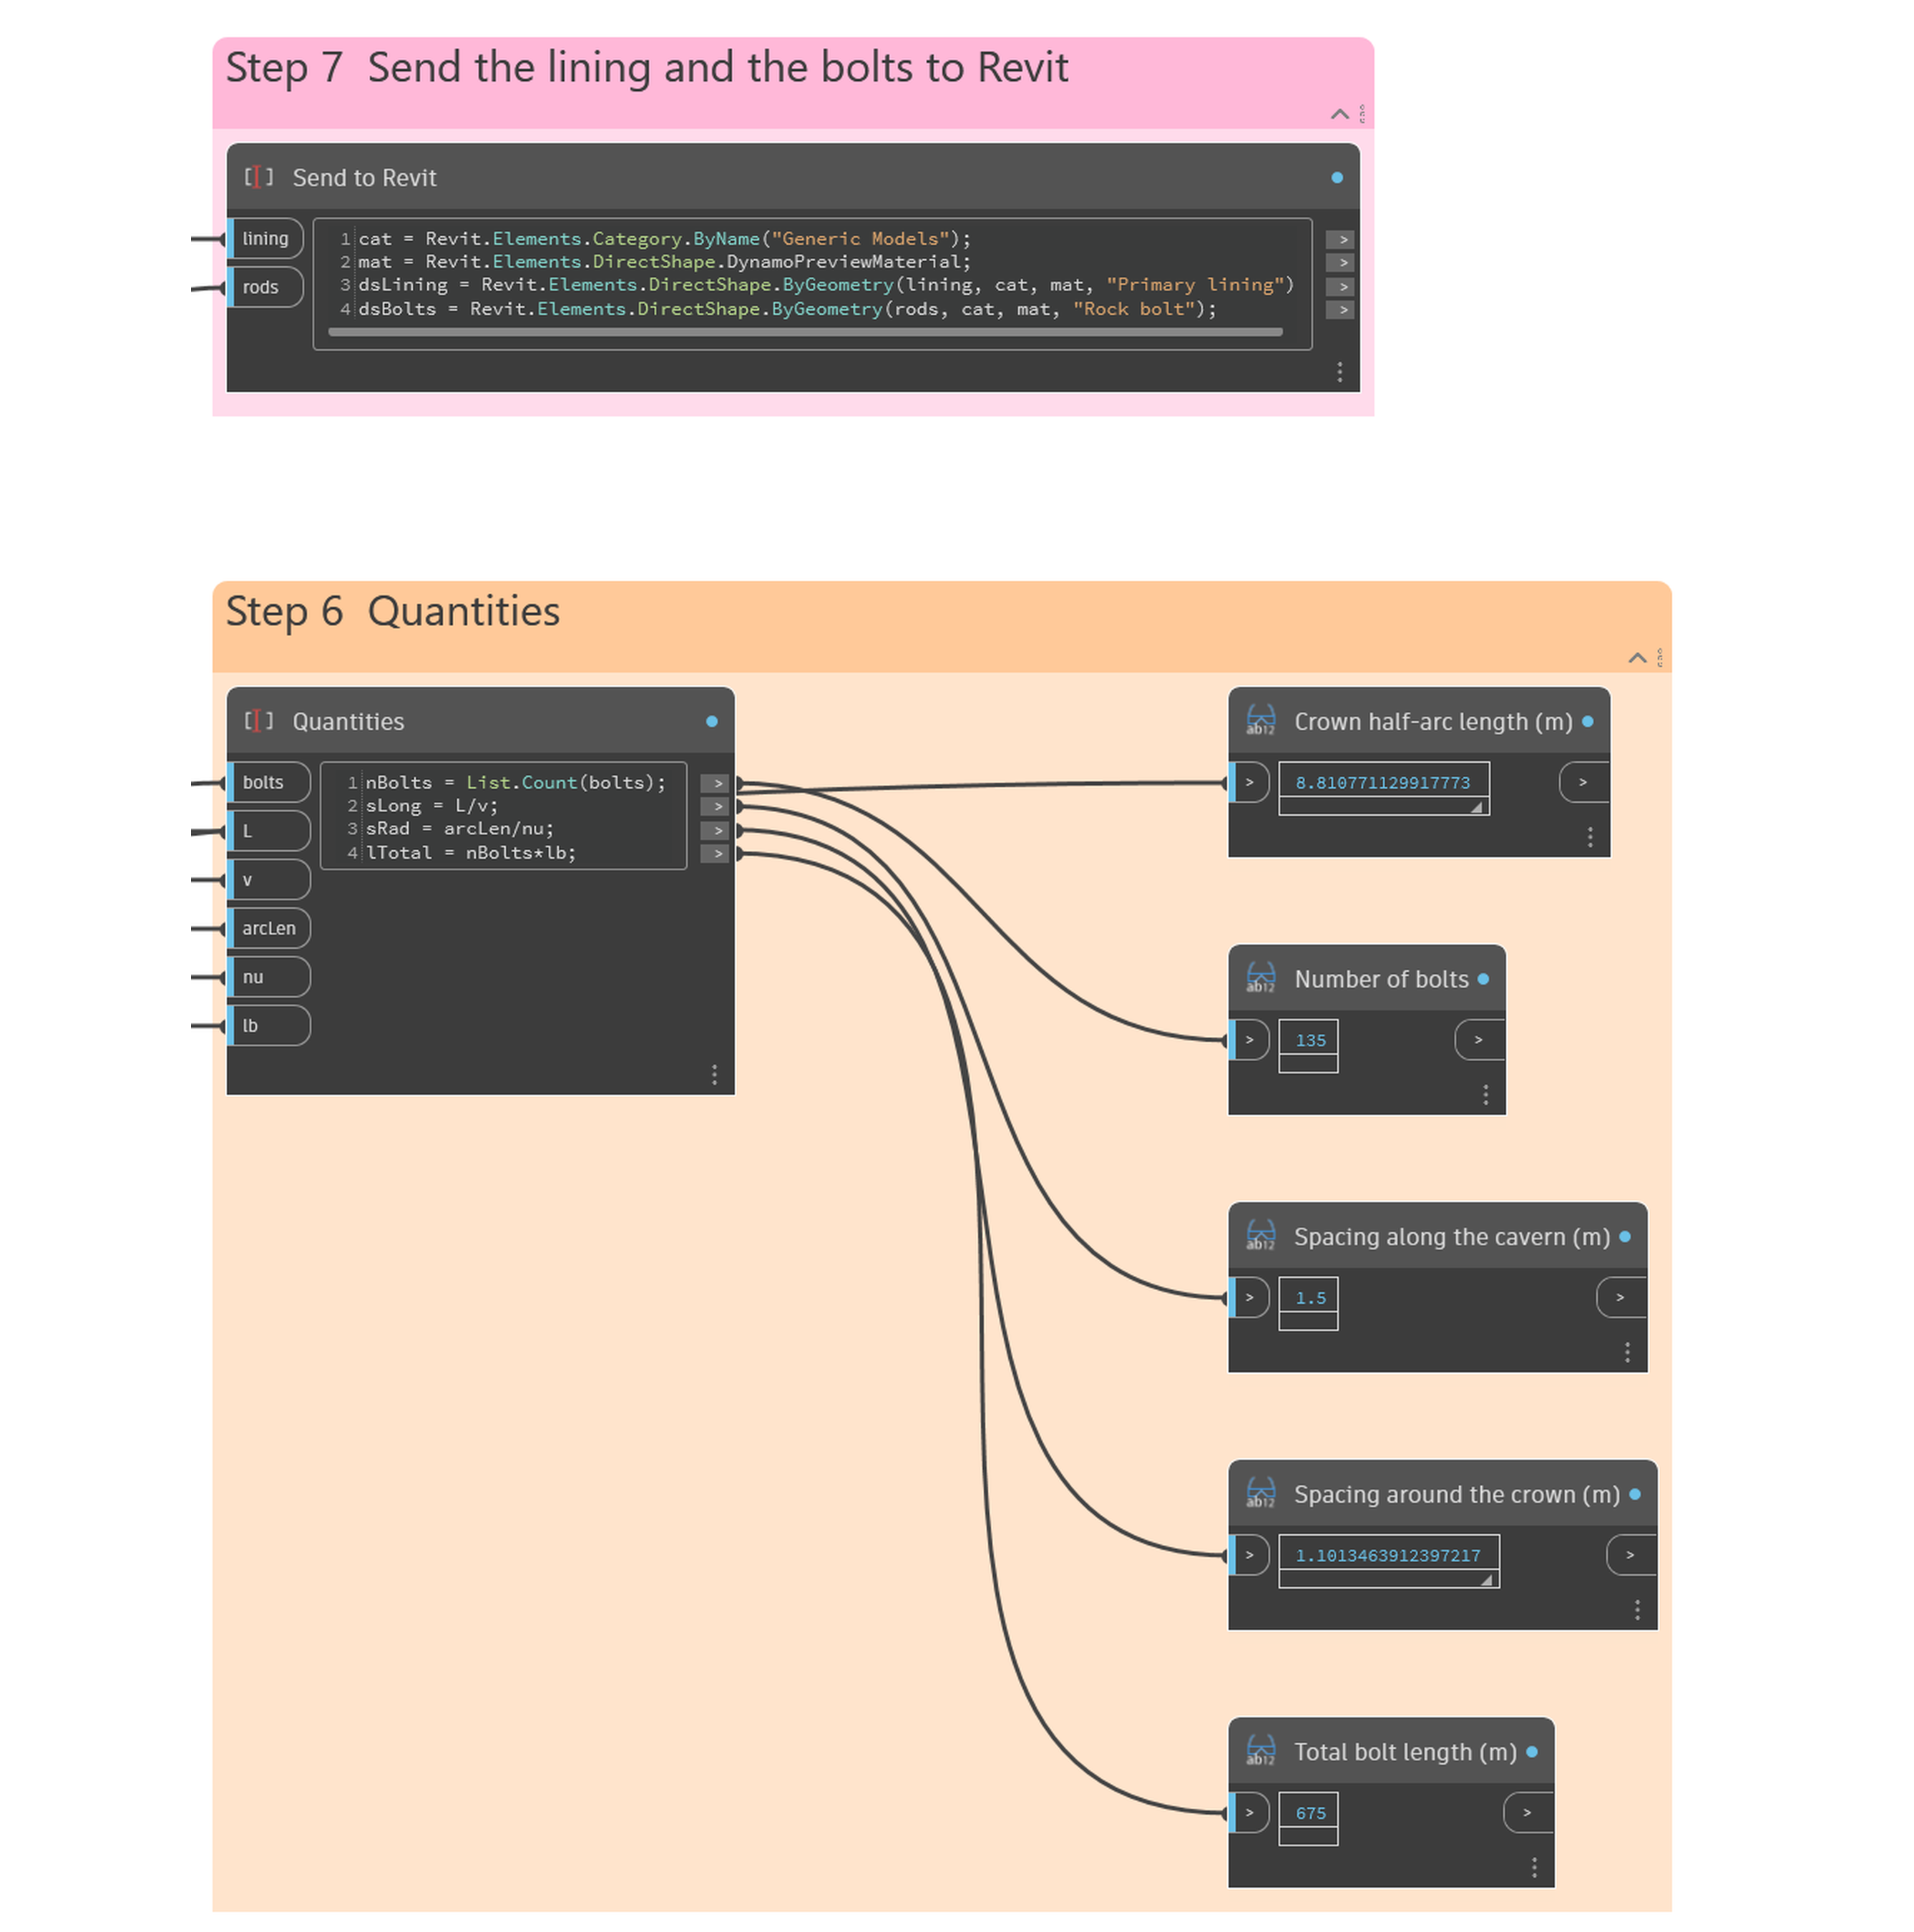 Step 7  Send the lining and the bolts to Revit
Send to Revit
lining
rods
1 cat = Revit.Elements.Category.ByName("Generic Models"); >
2 mat = Revit.Elements.DirectShape.DynamoPreviewMaterial; >
3 dsLining = Revit.Elements.DirectShape.ByGeometry(lining, cat, mat, "Primary lining") >
4 dsBolts = Revit.Elements.DirectShape.ByGeometry(rods, cat, mat, "Rock bolt"); >
Step 6  Quantities
Quantities
bolts
L
v
arcLen
nu
lb
1 nBolts = List.Count(bolts); >
2 sLong = L/v; >
3 sRad = arcLen/nu; >
4 lTotal = nBolts*lb; >
ab12 Crown half-arc length (m)
> 8.810771129917773 >
ab12 Number of bolts
> 135 >
ab12 Spacing along the cavern (m)
> 1.5 >
ab12 Spacing around the crown (m)
> 1.1013463912397217 >
ab12 Total bolt length (m)
> 675 >